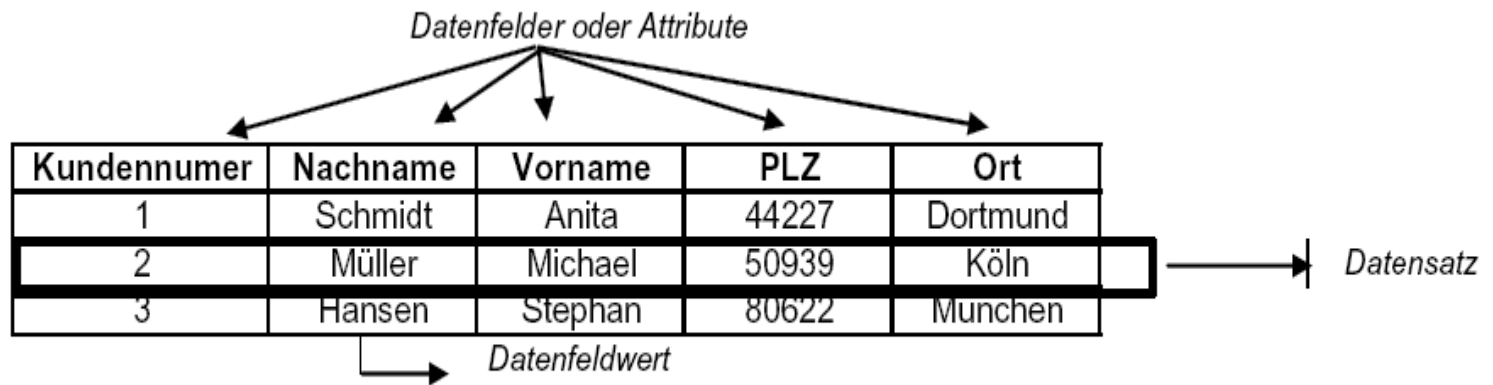 Datenfelder oder Attribute
Kundennumer Nachname Vorname PLZ Ort
1 Schmidt Anita 44227 Dortmund
2 Müller Michael 50939 Köln
Datensatz
3 Hansen Stephan 80622 Munchen
Datenfeldwert